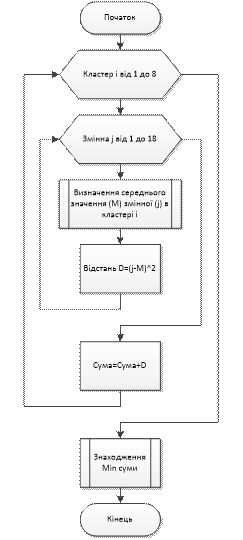 Початок
Кластер і від 1 до 8
Змінна j від 1 до 18
Визначення середнього
значення (М) змінної (j) в
кластері і
Відстань D=(j-M)^2
Сума=Сума+D
Знаходження
Min суми
Кінець